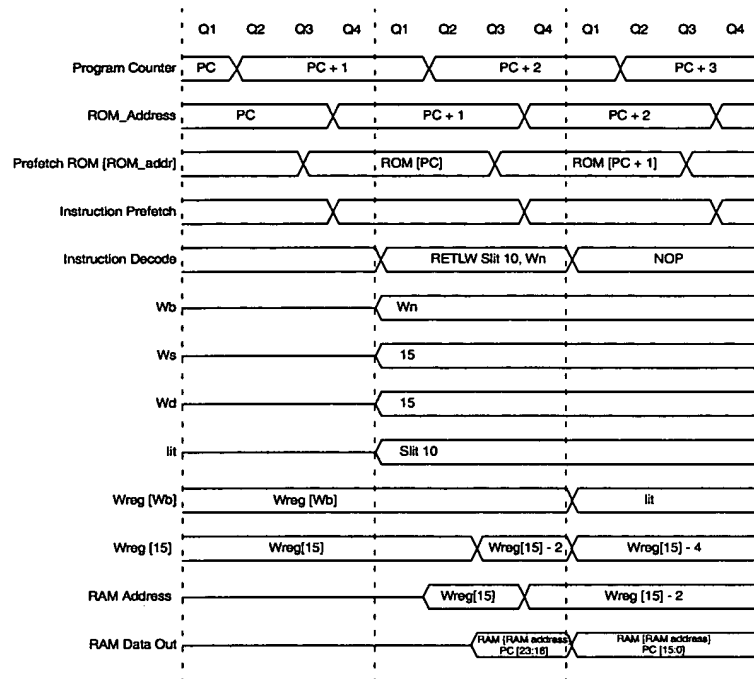 Q1 Q2 Q3 Q4 Q1 Q2 Q3 Q4 Q1 Q2 Q3 Q4
Program Counter PC PC + 1 PC + 2 PC + 3
ROM_Address PC PC + 1 PC + 2
Prefetch ROM [ROM_addr] ROM [PC] ROM [PC + 1]
Instruction Prefetch
Instruction Decode RETLW Slit 10, Wn NOP
Wb Wn
Ws 15
Wd 15
lit Slit 10
Wreg [Wb] Wreg [Wb] lit
Wreg [15] Wreg[15] Wreg[15] - 2 Wreg[15] - 4
RAM Address Wreg[15] Wreg [15] - 2
RAM Data Out RAM [RAM address] RAM [RAM address]
PC [23:16] PC [15:0]